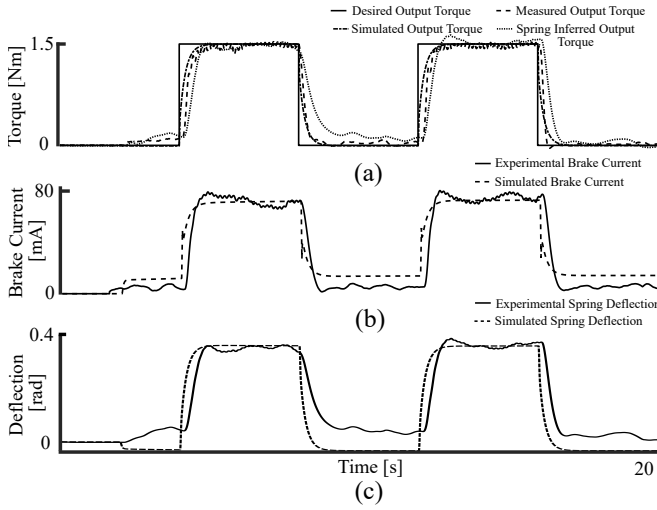 Desired Output Torque
Measured Output Torque
Simulated Output Torque
Spring Inferred Output
Torque
1.5
Torque [Nm]
0
(a)
Experimental Brake Current
Simulated Brake Current
80
Brake Current
[mA]
0
(b)
Experimental Spring Deflection
Simulated Spring Deflection
0.4
Deflection
[rad]
0
Time [s]
20
(c)